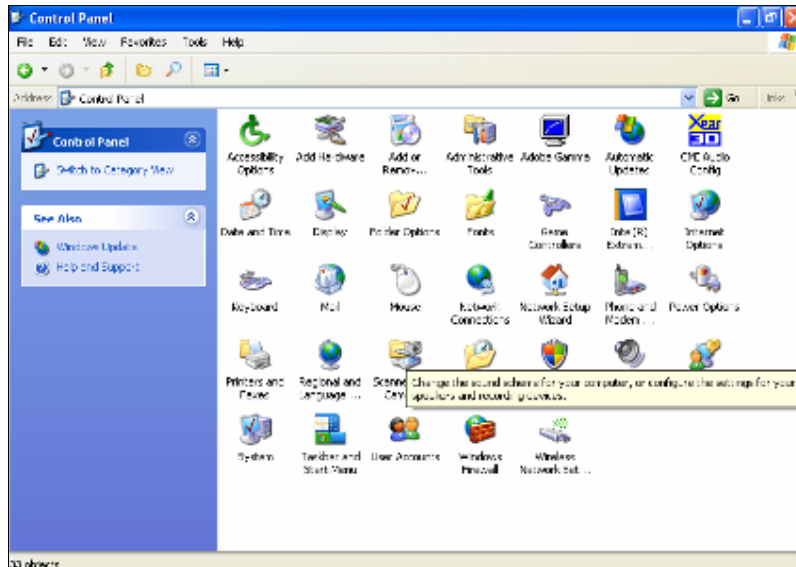 Control Panel
File Edit View Favorites Tools Help
Address Control Panel Go Links
Control Panel
Switch to Category View
See Also
Windows Update
Help and Support
Accessibility Options
Add Hardware
Add or Remov...
Administrative Tools
Adobe Gamma
Automatic Updates
Xear 3D
CMI Audio Config
Date and Time
Display
Folder Options
Fonts
Game Controllers
Intel(R) Extrem...
Internet Options
Keyboard
Mail
Mouse
Network Connections
Network Setup Wizard
Phone and Modem ...
Power Options
Printers and Faxes
Regional and Language ...
Change the sound scheme for your computer, or configure the settings for your
speakers and recording devices.
System
Taskbar and Start Menu
User Accounts
Windows Firewall
Wireless Network Set...
33 objects